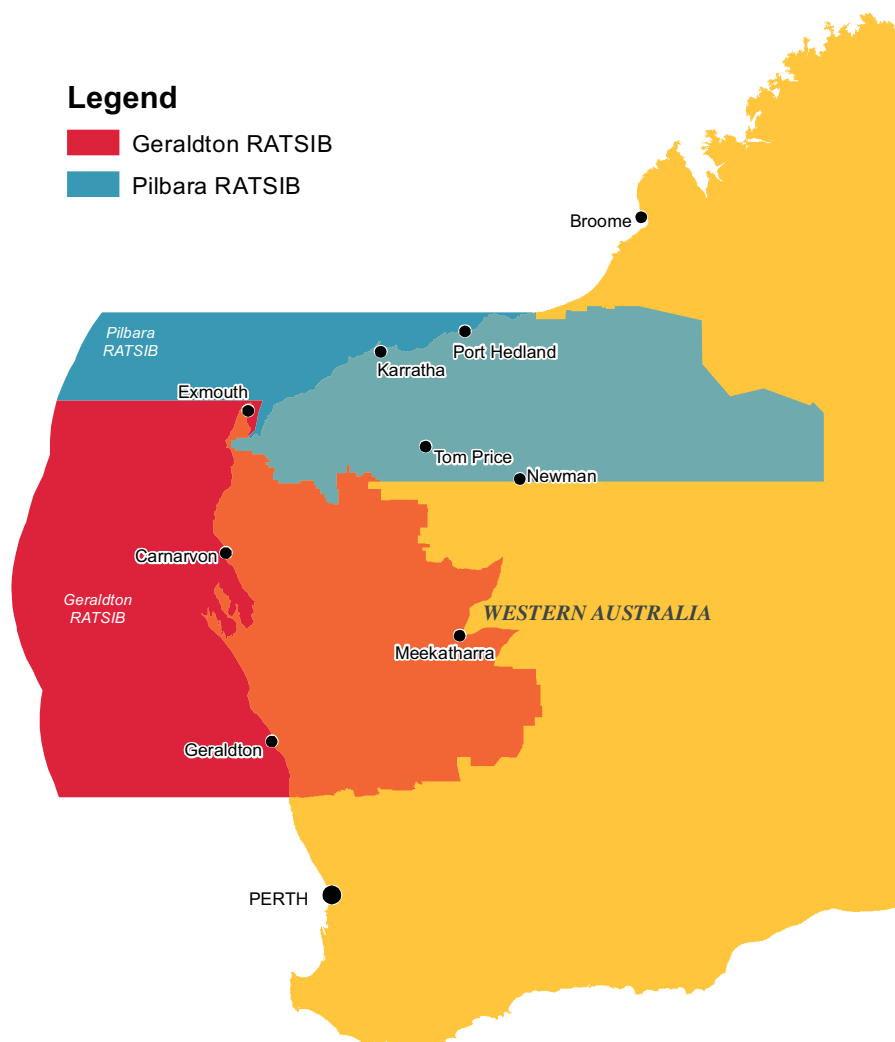 Legend
Geraldton RATSIB
Pilbara RATSIB
Broome
Pilbara
RATSIB
Port Hedland
Karratha
Exmouth
Tom Price
Newman
Carnarvon
Geraldton
RATSIB
WESTERN AUSTRALIA
Meekatharra
Geraldton
PERTH